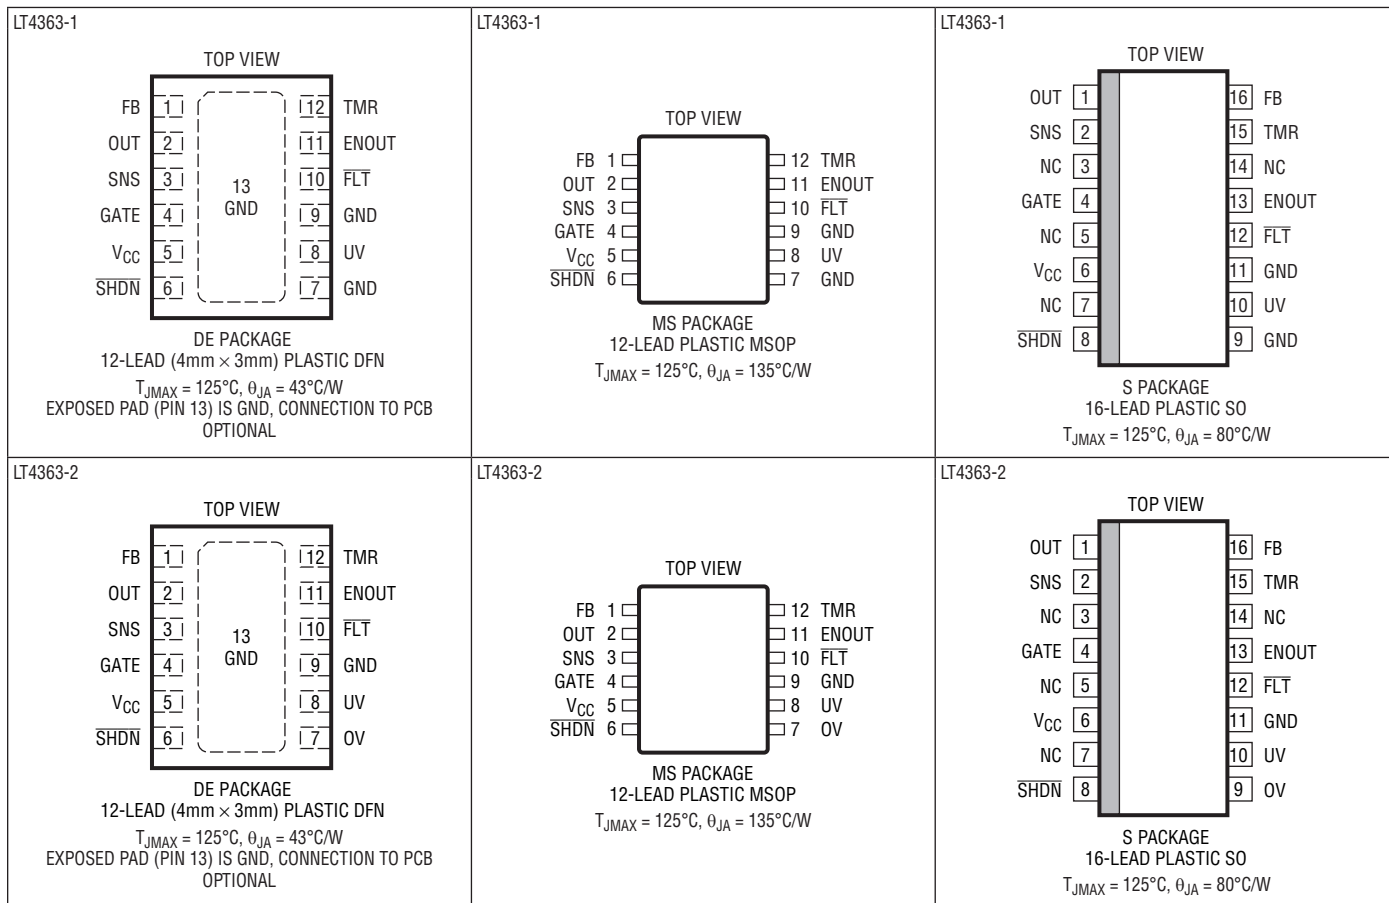 LT4363-1
TOP VIEW
FB 1 12 TMR
OUT 2 11 ENOUT
SNS 3 10 FLT
13
GND
GATE 4 9 GND
VCC 5 8 UV
SHDN 6 7 GND
DE PACKAGE
12-LEAD (4mm × 3mm) PLASTIC DFN
TJMAX = 125°C, θJA = 43°C/W
EXPOSED PAD (PIN 13) IS GND, CONNECTION TO PCB
OPTIONAL
LT4363-1
TOP VIEW
FB 1 12 TMR
OUT 2 11 ENOUT
SNS 3 10 FLT
GATE 4 9 GND
VCC 5 8 UV
SHDN 6 7 GND
MS PACKAGE
12-LEAD PLASTIC MSOP
TJMAX = 125°C, θJA = 135°C/W
LT4363-1
TOP VIEW
OUT 1 16 FB
SNS 2 15 TMR
NC 3 14 NC
GATE 4 13 ENOUT
NC 5 12 FLT
VCC 6 11 GND
NC 7 10 UV
SHDN 8 9 GND
S PACKAGE
16-LEAD PLASTIC SO
TJMAX = 125°C, θJA = 80°C/W
LT4363-2
TOP VIEW
FB 1 12 TMR
OUT 2 11 ENOUT
SNS 3 10 FLT
13
GND
GATE 4 9 GND
VCC 5 8 UV
SHDN 6 7 OV
DE PACKAGE
12-LEAD (4mm × 3mm) PLASTIC DFN
TJMAX = 125°C, θJA = 43°C/W
EXPOSED PAD (PIN 13) IS GND, CONNECTION TO PCB
OPTIONAL
LT4363-2
TOP VIEW
FB 1 12 TMR
OUT 2 11 ENOUT
SNS 3 10 FLT
GATE 4 9 GND
VCC 5 8 UV
SHDN 6 7 OV
MS PACKAGE
12-LEAD PLASTIC MSOP
TJMAX = 125°C, θJA = 135°C/W
LT4363-2
TOP VIEW
OUT 1 16 FB
SNS 2 15 TMR
NC 3 14 NC
GATE 4 13 ENOUT
NC 5 12 FLT
VCC 6 11 GND
NC 7 10 UV
SHDN 8 9 OV
S PACKAGE
16-LEAD PLASTIC SO
TJMAX = 125°C, θJA = 80°C/W